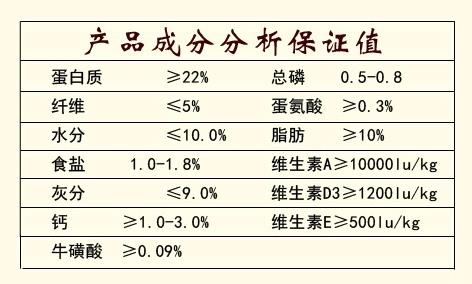 产品成分分析保证值
蛋白质 ≥22% 总磷 0.5-0.8
纤维 ≤5% 蛋氨酸 ≥0.3%
水分 ≤10.0% 脂肪 ≥10%
食盐 1.0-1.8% 维生素A≥10000lu/kg
灰分 ≤9.0% 维生素D3≥1200lu/kg
钙 ≥1.0-3.0% 维生素E≥500lu/kg
牛磺酸 ≥0.09%